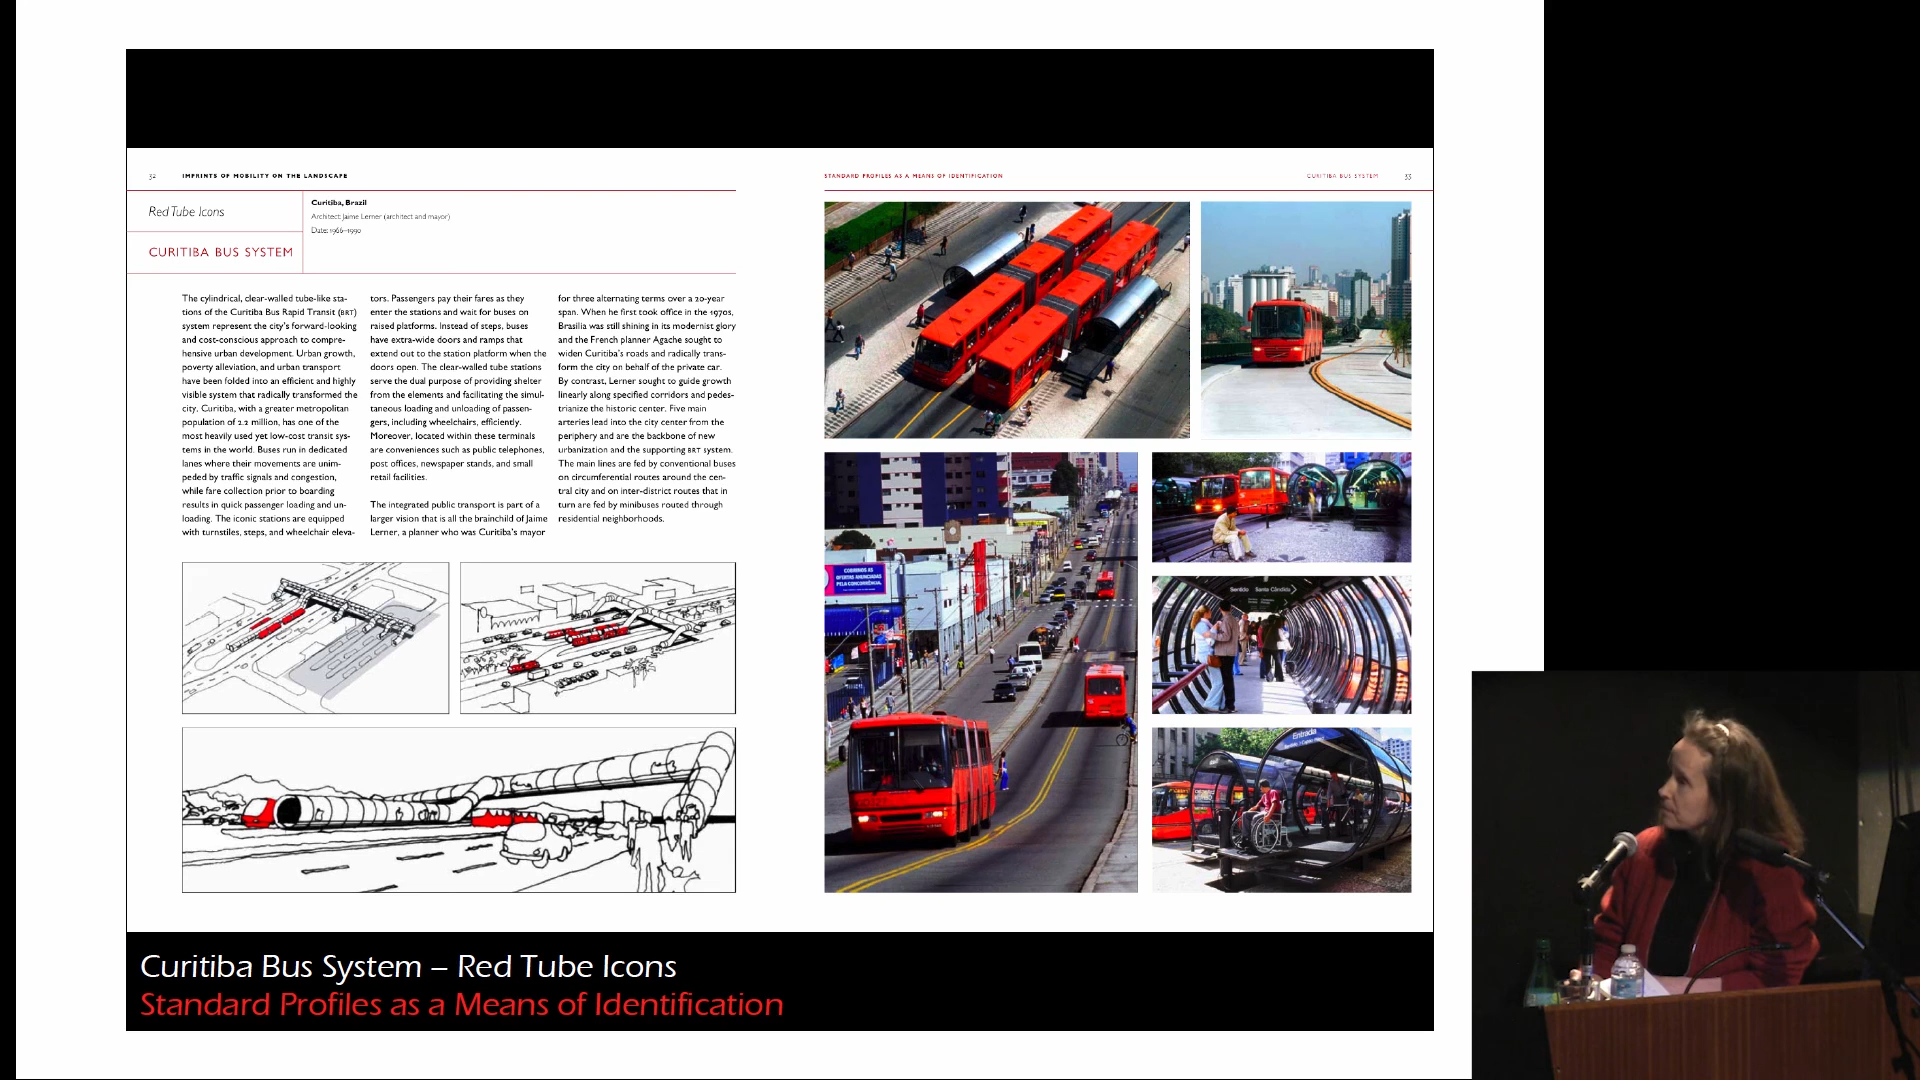 32 IMPRINTS OF MOBILITY ON THE LANDSCAPE
Red Tube Icons
CURITIBA BUS SYSTEM
Curitiba, Brazil
Architect: Jaime Lerner (architect and mayor)
Date: 1966–1990
The cylindrical, clear-walled tube-like sta-
tions of the Curitiba Bus Rapid Transit (BRT)
system represent the city's forward-looking
and cost-conscious approach to compre-
hensive urban development. Urban growth,
poverty alleviation, and urban transport
have been folded into an efficient and highly
visible system that radically transformed the
city. Curitiba, with a greater metropolitan
population of 2.2 million, has one of the
most heavily used yet low-cost transit sys-
tems in the world. Buses run in dedicated
lanes where their movements are unim-
peded by traffic signals and congestion,
while fare collection prior to boarding
results in quick passenger loading and un-
loading. The iconic stations are equipped
with turnstiles, steps, and wheelchair eleva-
tors. Passengers pay their fares as they
enter the stations and wait for buses on
raised platforms. Instead of steps, buses
have extra-wide doors and ramps that
extend out to the station platform when the
doors open. The clear-walled tube stations
serve the dual purpose of providing shelter
from the elements and facilitating the simul-
taneous loading and unloading of passen-
gers, including wheelchairs, efficiently.
Moreover, located within these terminals
are conveniences such as public telephones,
post offices, newspaper stands, and small
retail facilities.
The integrated public transport is part of a
larger vision that is all the brainchild of Jaime
Lerner, a planner who was Curitiba's mayor
for three alternating terms over a 20-year
span. When he first took office in the 1970s,
Brasilia was still shining in its modernist glory
and the French planner Agache sought to
widen Curitiba's roads and radically trans-
form the city on behalf of the private car.
By contrast, Lerner sought to guide growth
linearly along specified corridors and pedes-
trianize the historic center. Five main
arteries lead into the city center from the
periphery and are the backbone of new
urbanization and the supporting BRT system.
The main lines are fed by conventional buses
on circumferential routes around the cen-
tral city and on inter-district routes that in
turn are fed by minibuses routed through
residential neighborhoods.
STANDARD PROFILES AS A MEANS OF IDENTIFICATION CURITIBA BUS SYSTEM 33
COBRIMOS AS
OFERTAS ANUNCIADAS
PELA CONCORRÊNCIA.
Sentido Santa Cândida
Entrada
Curitiba Bus System – Red Tube Icons
Standard Profiles as a Means of Identification